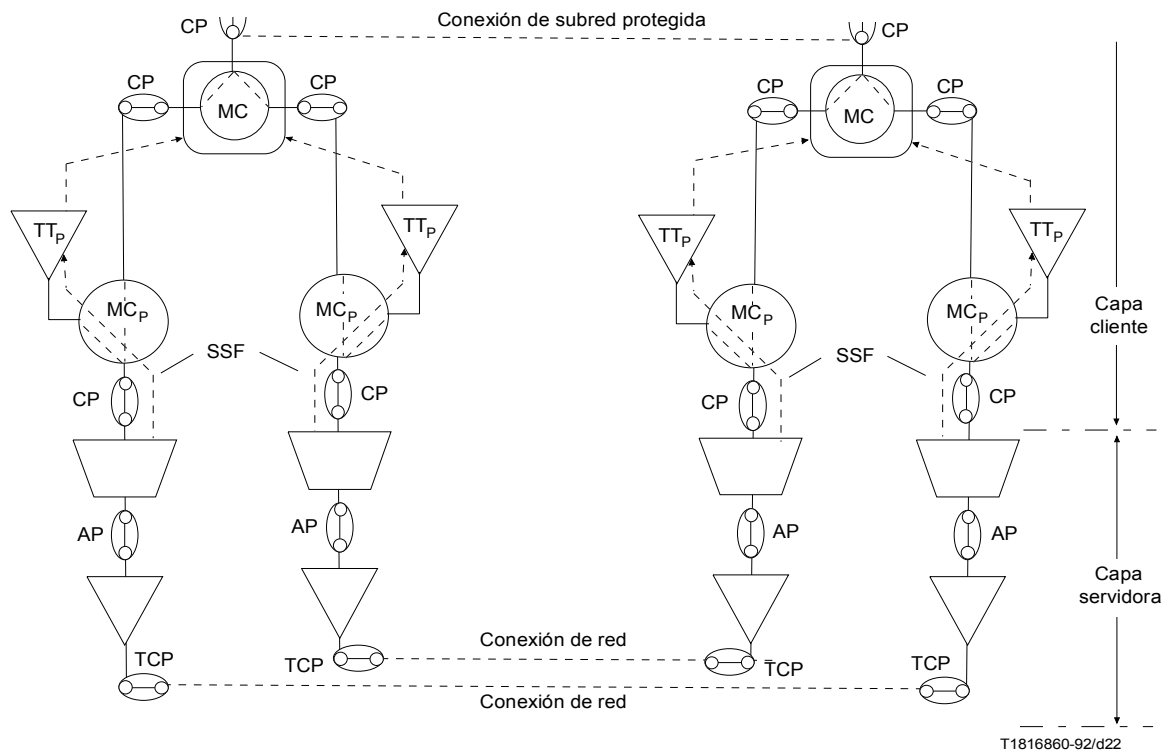 Conexión de subred protegida
CP
CP
CP
CP
MC
CP
CP
MC
TTP
TTP
TTP
TTP
MCP
MCP
MCP
MCP
Capa
cliente
SSF
SSF
CP
CP
CP
CP
AP
AP
AP
AP
Capa
servidora
Conexión de red
TCP
TCP
TCP
TCP
Conexión de red
T1816860-92/d22